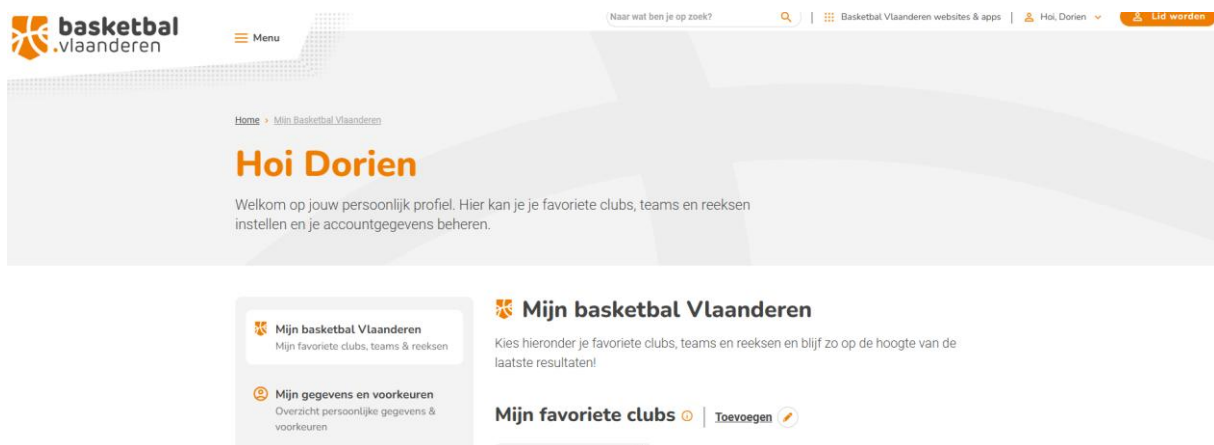 basketbal
.vlaanderen
Menu
Naar wat ben je op zoek?
Basketbal Vlaanderen websites & apps
Hoi, Dorien
Lid worden
Home › Mijn Basketbal Vlaanderen
Hoi Dorien
Welkom op jouw persoonlijk profiel. Hier kan je je favoriete clubs, teams en reeksen
instellen en je accountgegevens beheren.
Mijn basketbal Vlaanderen
Mijn favoriete clubs, teams & reeksen
Mijn gegevens en voorkeuren
Overzicht persoonlijke gegevens &
voorkeuren
Mijn basketbal Vlaanderen
Kies hieronder je favoriete clubs, teams en reeksen en blijf zo op de hoogte van de
laatste resultaten!
Mijn favoriete clubs | Toevoegen